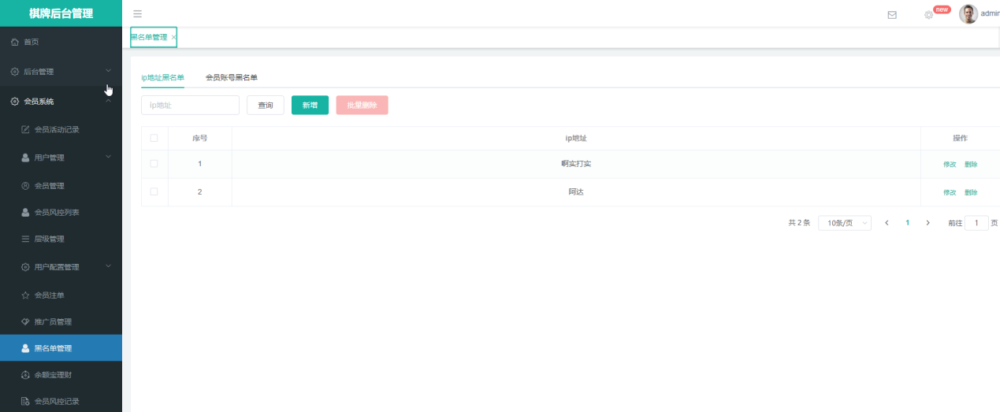 棋牌后台管理
new
admin
首页
黑名单管理 ×
后台管理
会员系统
会员活动记录
用户管理
会员管理
会员风控列表
层级管理
用户配置管理
会员注单
推广员管理
黑名单管理
余额宝理财
会员风控记录
ip地址黑名单 会员账号黑名单
ip地址 查询 新增 批量删除
序号 ip地址 操作
1 啊实打实 修改 删除
2 阿达 修改 删除
共 2 条 10条/页 1 前往 1 页